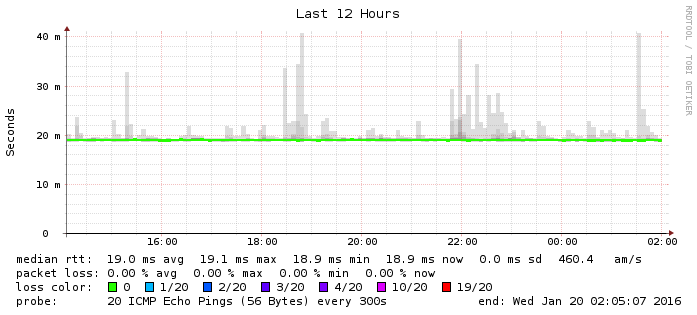 Last 12 Hours
RRDTOOL / TOBI OETIKER
Seconds
40 m
30 m
20 m
10 m
0
16:00 18:00 20:00 22:00 00:00 02:00
median rtt: 19.0 ms avg 19.1 ms max 18.9 ms min 18.9 ms now 0.0 ms sd 460.4 am/s
packet loss: 0.00 % avg 0.00 % max 0.00 % min 0.00 % now
loss color: 0 1/20 2/20 3/20 4/20 10/20 19/20
probe: 20 ICMP Echo Pings (56 Bytes) every 300s end: Wed Jan 20 02:05:07 2016